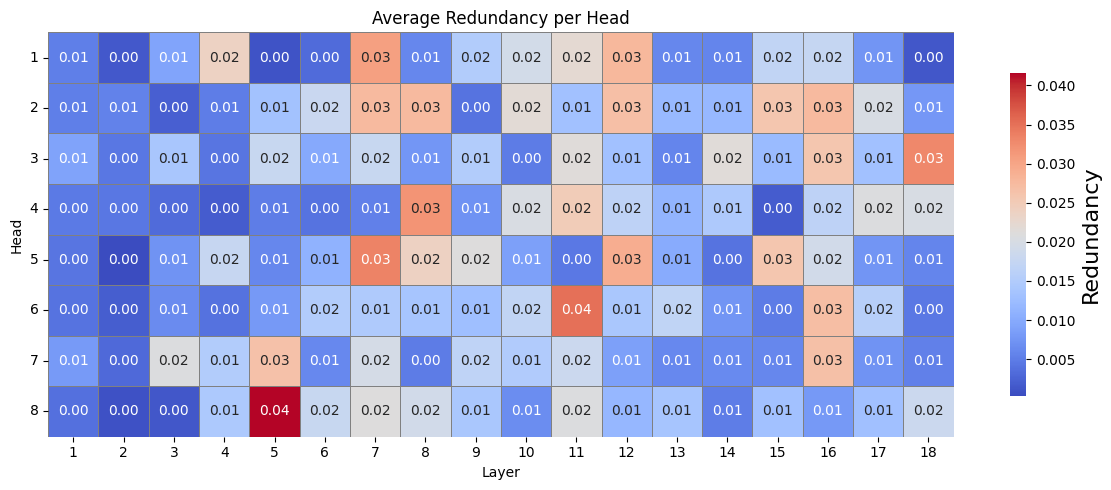 Average Redundancy per Head
1 0.01 0.00 0.01 0.02 0.00 0.00 0.03 0.01 0.02 0.02 0.02 0.03 0.01 0.01 0.02 0.02 0.01 0.00
2 0.01 0.01 0.00 0.01 0.01 0.02 0.03 0.03 0.00 0.02 0.01 0.03 0.01 0.01 0.03 0.03 0.02 0.01
3 0.01 0.00 0.01 0.00 0.02 0.01 0.02 0.01 0.01 0.00 0.02 0.01 0.01 0.02 0.01 0.03 0.01 0.03
4 0.00 0.00 0.00 0.00 0.01 0.00 0.01 0.03 0.01 0.02 0.02 0.02 0.01 0.01 0.00 0.02 0.02 0.02
5 0.00 0.00 0.00 0.02 0.01 0.01 0.03 0.02 0.02 0.01 0.00 0.03 0.01 0.00 0.03 0.02 0.01 0.01
6 0.00 0.00 0.01 0.00 0.01 0.02 0.01 0.01 0.01 0.02 0.04 0.01 0.02 0.01 0.00 0.03 0.02 0.00
7 0.01 0.00 0.02 0.01 0.03 0.01 0.02 0.00 0.02 0.01 0.02 0.01 0.01 0.01 0.01 0.03 0.01 0.01
8 0.00 0.00 0.00 0.01 0.04 0.02 0.02 0.02 0.01 0.01 0.02 0.01 0.01 0.01 0.01 0.01 0.01 0.02
1 2 3 4 5 6 7 8 9 10 11 12 13 14 15 16 17 18
Layer
Head
0.040
0.035
0.030
0.025
0.020
0.015
0.010
0.005
Redundancy